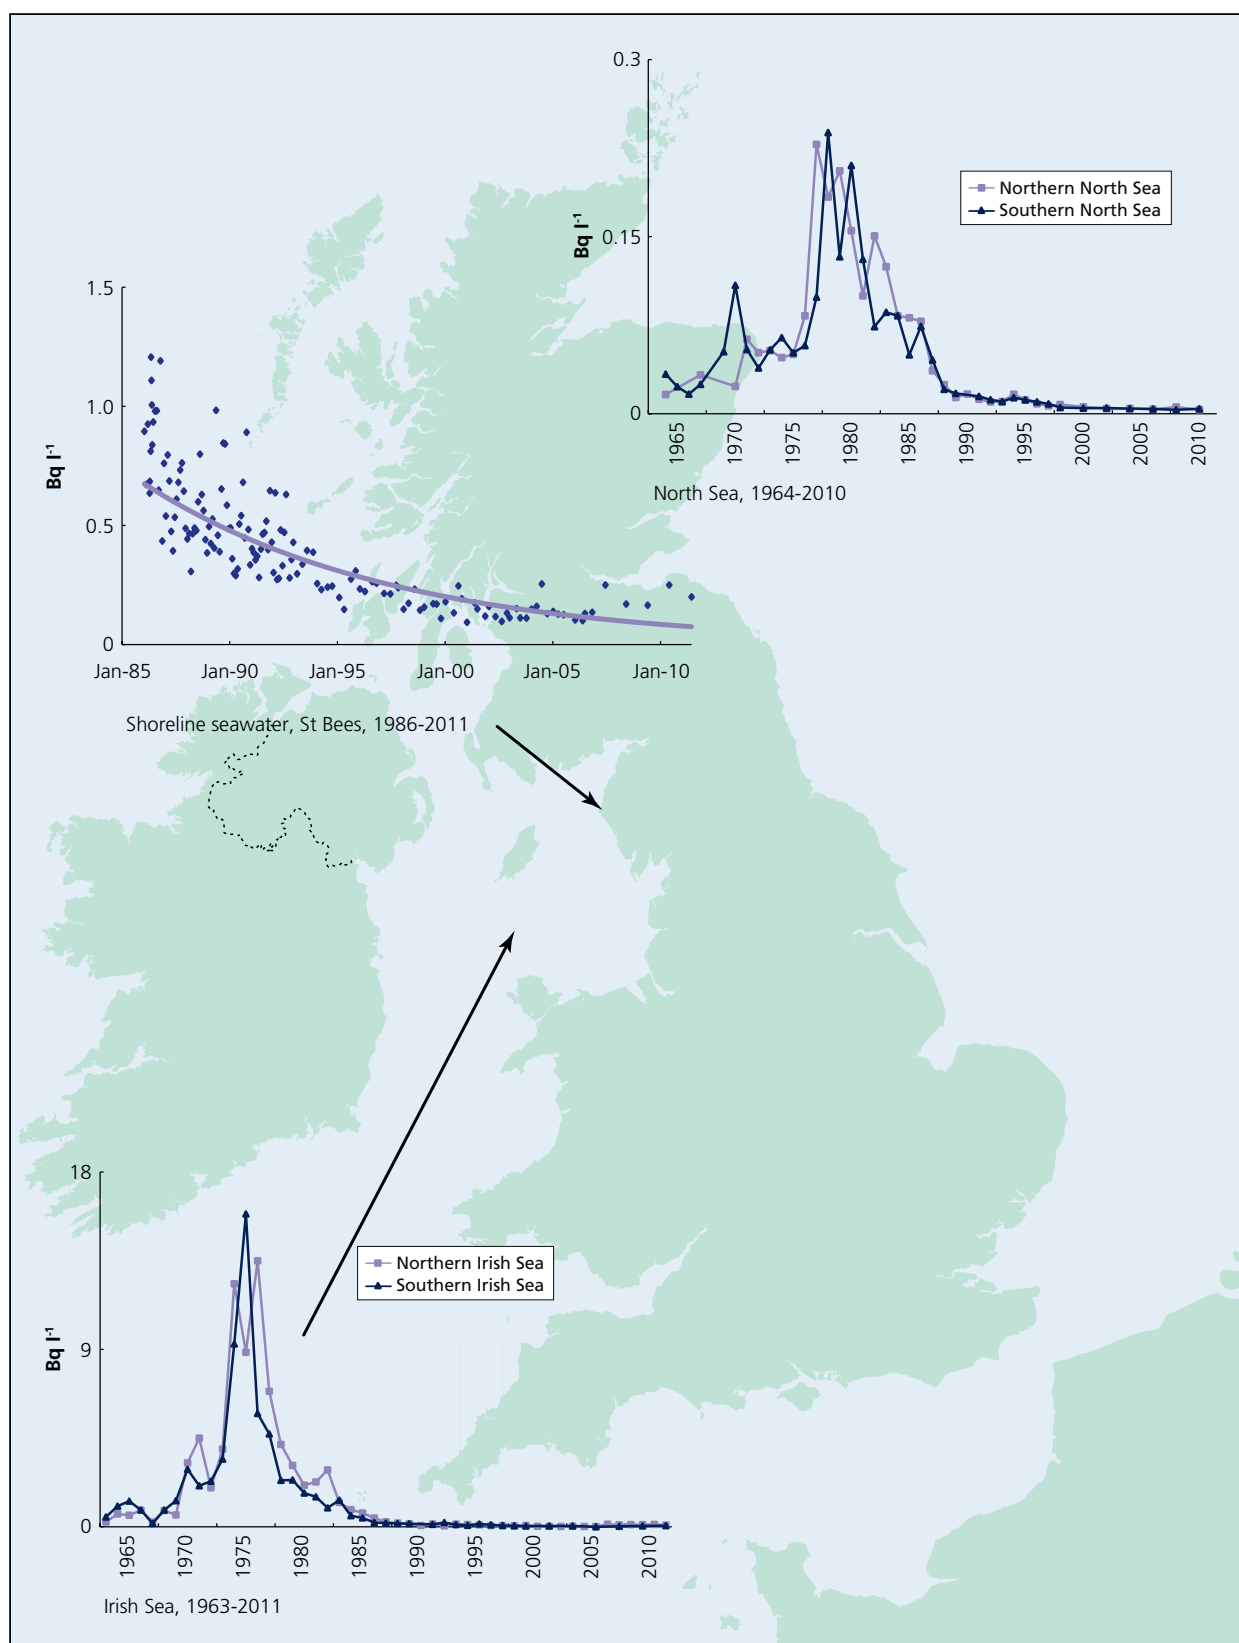 0.3
0.15
0
Bq l-1
Northern North Sea
Southern North Sea
1965
1970
1975
1980
1985
1990
1995
2000
2005
2010
North Sea, 1964-2010
1.5
1.0
0.5
0
Bq l-1
Jan-85
Jan-90
Jan-95
Jan-00
Jan-05
Jan-10
Shoreline seawater, St Bees, 1986-2011
18
9
0
Bq l-1
Northern Irish Sea
Southern Irish Sea
1965
1970
1975
1980
1985
1990
1995
2000
2005
2010
Irish Sea, 1963-2011